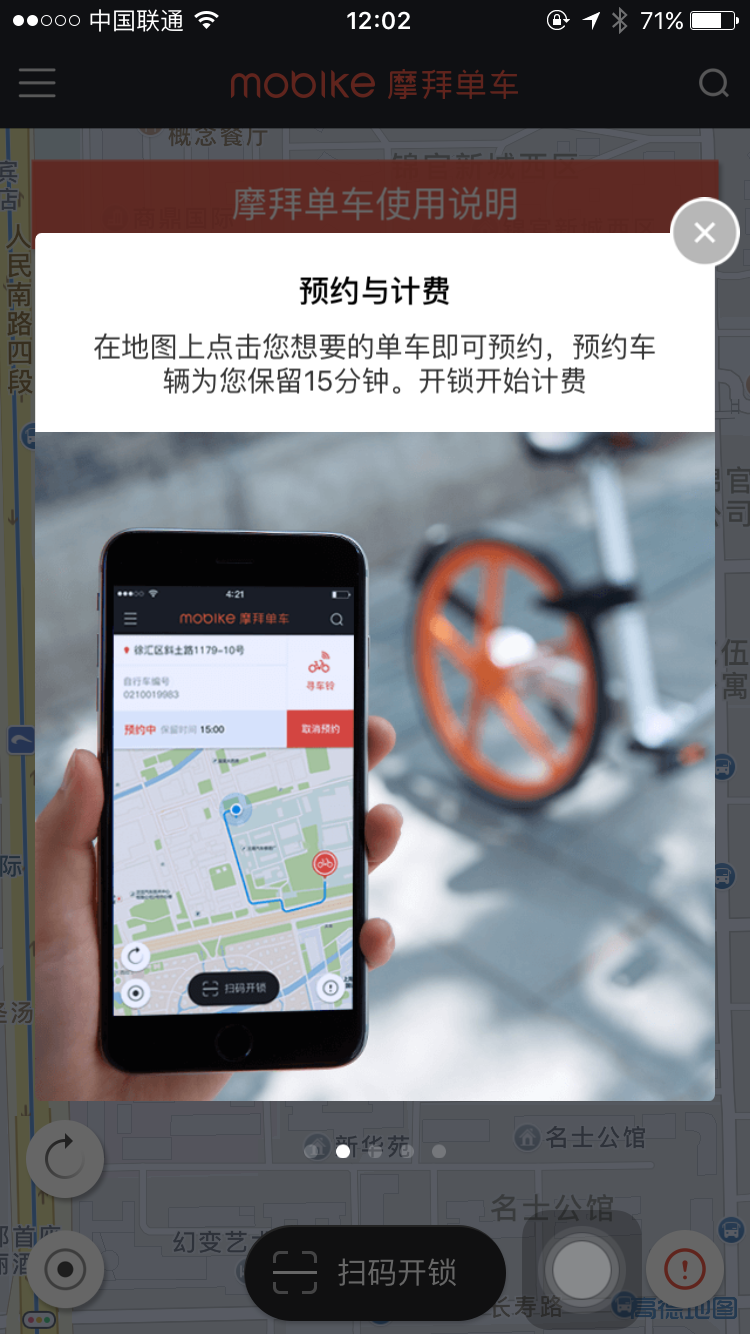 中国联通
12:02
71%
mobike 摩拜单车
概念餐厅
锦官新城西区
宾
占
摩拜单车使用说明
人民南路四段
预约与计费
在地图上点击您想要的单车即可预约，预约车
辆为您保留15分钟。开锁开始计费
官
公司
4:21
mobike 摩拜单车
徐汇区斜土路1179-10号
自行车编号
0210019983
寻车铃
预约中 保留时间 15:00
取消预约
伍
寓
际
扫码开锁
圣汤
新华苑
名士公馆
名士公馆
幻变艺术
扫码开锁
长寿路
高德地图